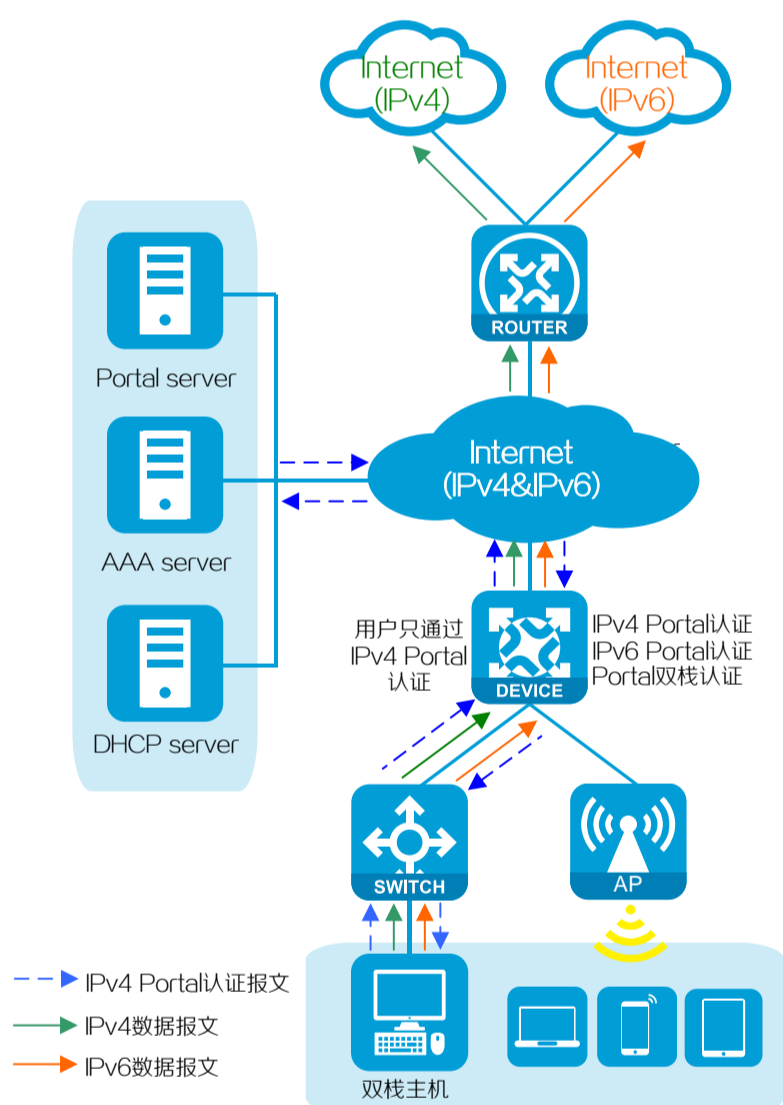 Internet
(IPv4)
Internet
(IPv6)
ROUTER
Portal server
AAA server
DHCP server
Internet
(IPv4&IPv6)
用户只通过
IPv4 Portal
认证
DEVICE
IPv4 Portal认证
IPv6 Portal认证
Portal双栈认证
SWITCH
AP
IPv4 Portal认证报文
IPv4数据报文
IPv6数据报文
双栈主机